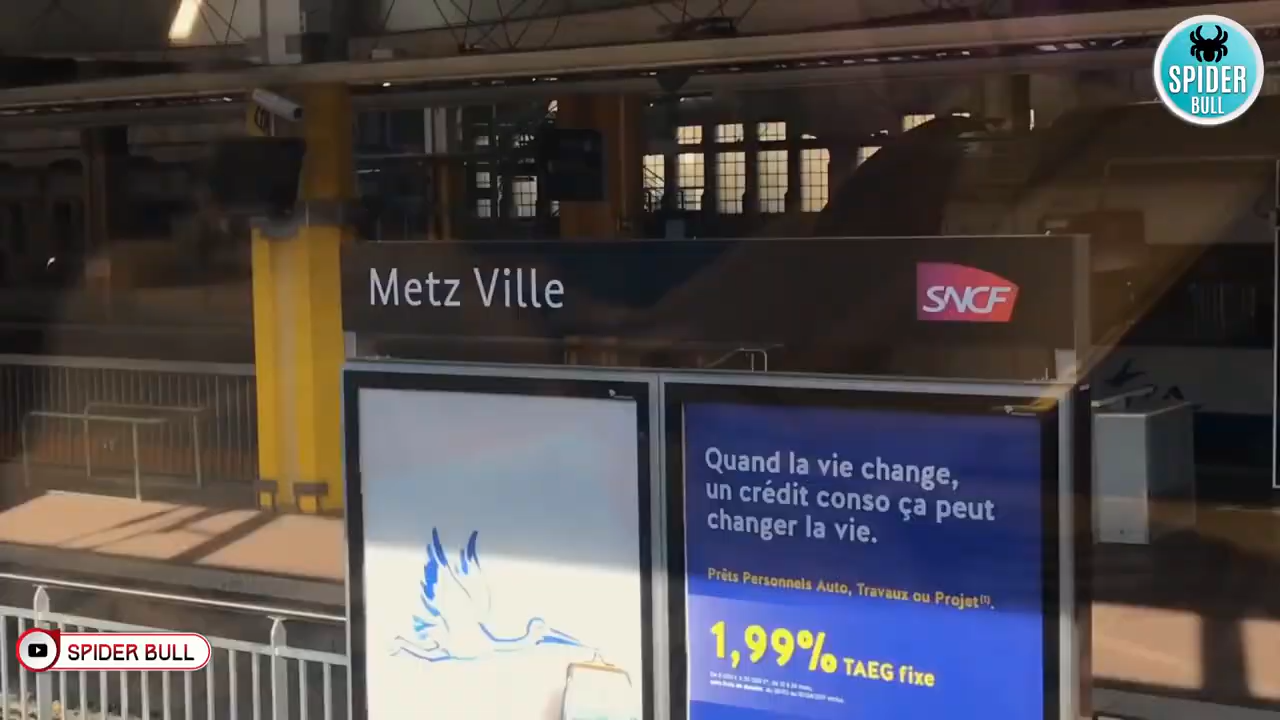 SPIDER
BULL
Metz Ville
SNCF
Quand la vie change,
un crédit conso ça peut
changer la vie.
Prêts Personnels Auto, Travaux ou Projet(1).
1,99% TAEG fixe
SPIDER BULL